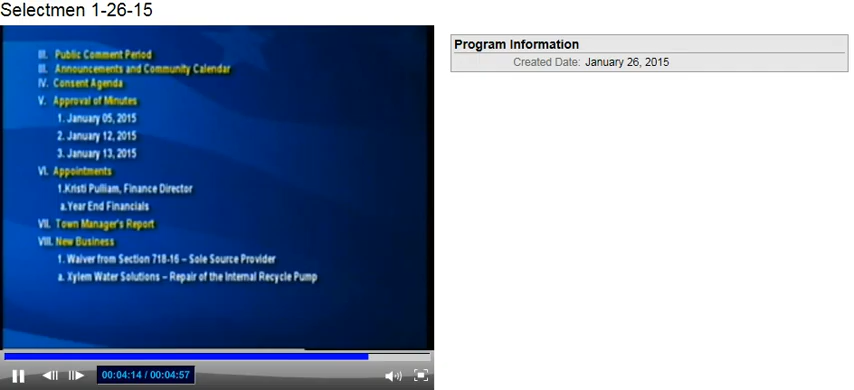 Selectmen 1-26-15
III. Public Comment Period
III. Announcements and Community Calendar
IV. Consent Agenda
V. Approval of Minutes
1. January 05, 2015
2. January 12, 2015
3. January 13, 2015
VI. Appointments
1.Kristi Pulliam, Finance Director
a.Year End Financials
VII. Town Manager's Report
VIII. New Business
1. Waiver from Section 718-16 – Sole Source Provider
a. Xylem Water Solutions – Repair of the Internal Recycle Pump
00:04:14 / 00:04:57
Program Information
Created Date: January 26, 2015